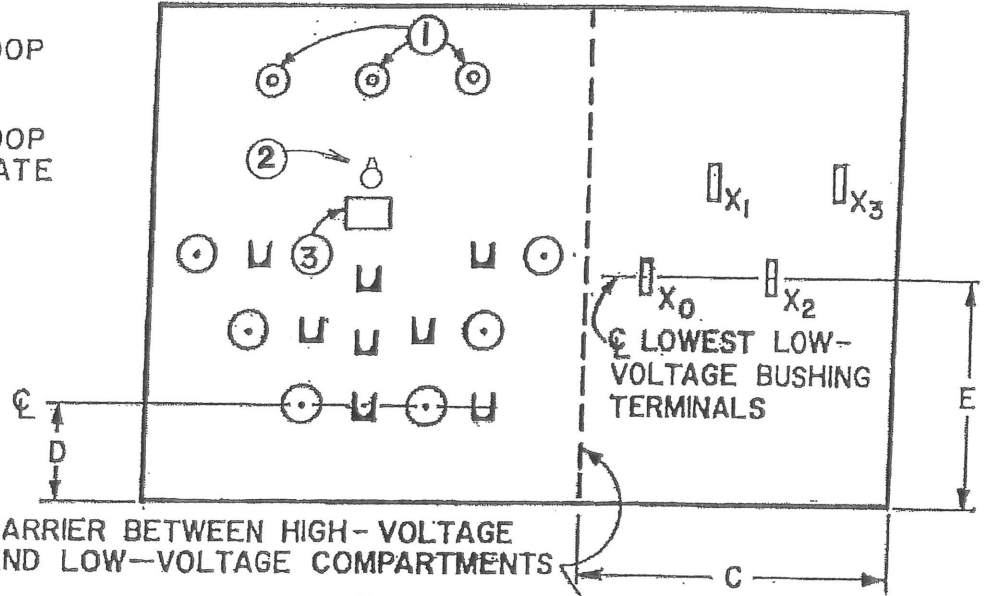 OOP
OOP
ATE
1
2
3
X1
X3
X0
X2
℄ LOWEST LOW-
VOLTAGE BUSHING
TERMINALS
℄
D
E
ARRIER BETWEEN HIGH-VOLTAGE
ND LOW-VOLTAGE COMPARTMENTS
C